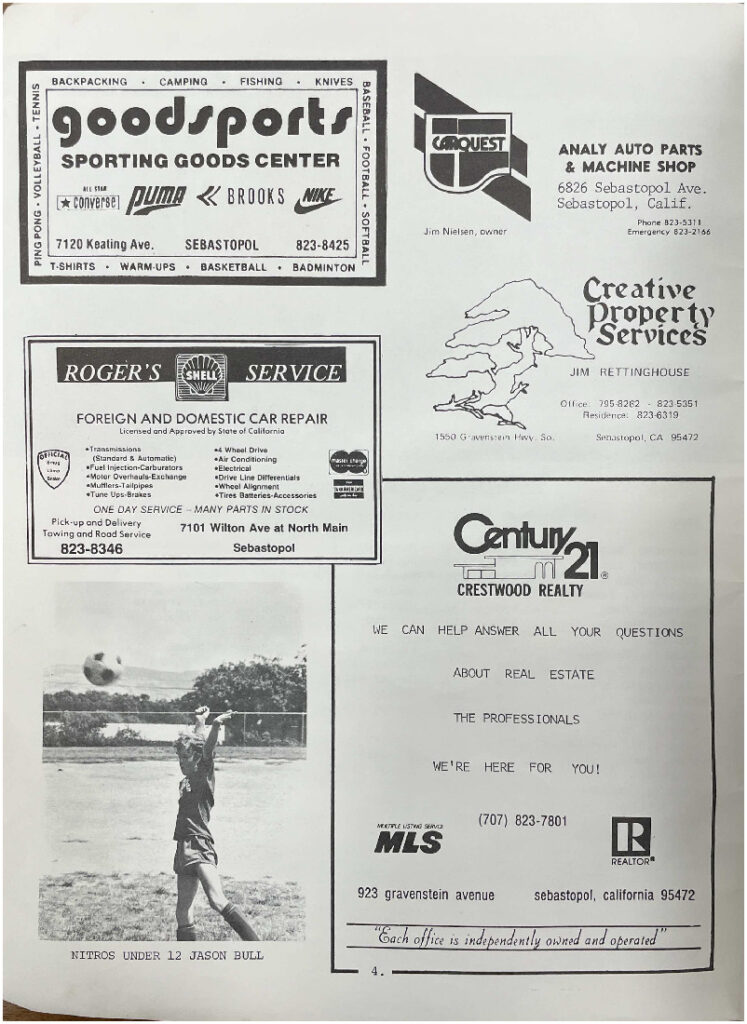 BACKPACKING • CAMPING • FISHING • KNIVES
PING PONG • VOLLEYBALL • TENNIS
BASEBALL • FOOTBALL • SOFTBALL
goodsports
SPORTING GOODS CENTER
ALL STAR
converse
PUMA
BROOKS
NIKE
7120 Keating Ave. SEBASTOPOL 823-8425
T-SHIRTS • WARM-UPS • BASKETBALL • BADMINTON
CARQUEST
Jim Nielsen, owner
ANALY AUTO PARTS
& MACHINE SHOP
6826 Sebastopol Ave.
Sebastopol, Calif.
Phone 823-5311
Emergency 823-2166
Creative
Property
Services
JIM RETTINGHOUSE
Office: 795-8262 - 823-5351
Residence: 823-6319
1550 Gravenstein Hwy. So. Sebastopol, CA 95472
ROGER'S SHELL SERVICE
FOREIGN AND DOMESTIC CAR REPAIR
Licensed and Approved by State of California
OFFICIAL
•Transmissions
(Standard & Automatic)
•Fuel Injection-Carburators
•Motor Overhauls-Exchange
•Mufflers-Tailpipes
•Tune Ups-Brakes
•4 Wheel Drive
•Air Conditioning
•Electrical
•Drive Line Differentials
•Wheel Alignment
•Tires Batteries-Accessories
master charge
ONE DAY SERVICE – MANY PARTS IN STOCK
Pick-up and Delivery
Towing and Road Service
823-8346
7101 Wilton Ave at North Main
Sebastopol
Century 21®
CRESTWOOD REALTY
WE CAN HELP ANSWER ALL YOUR QUESTIONS
ABOUT REAL ESTATE
THE PROFESSIONALS
WE'RE HERE FOR YOU!
(707) 823-7801
MULTIPLE LISTING SERVICE
MLS
R
REALTOR®
923 gravenstein avenue sebastopol, california 95472
"Each office is independently owned and operated"
NITROS UNDER 12 JASON BULL
4.